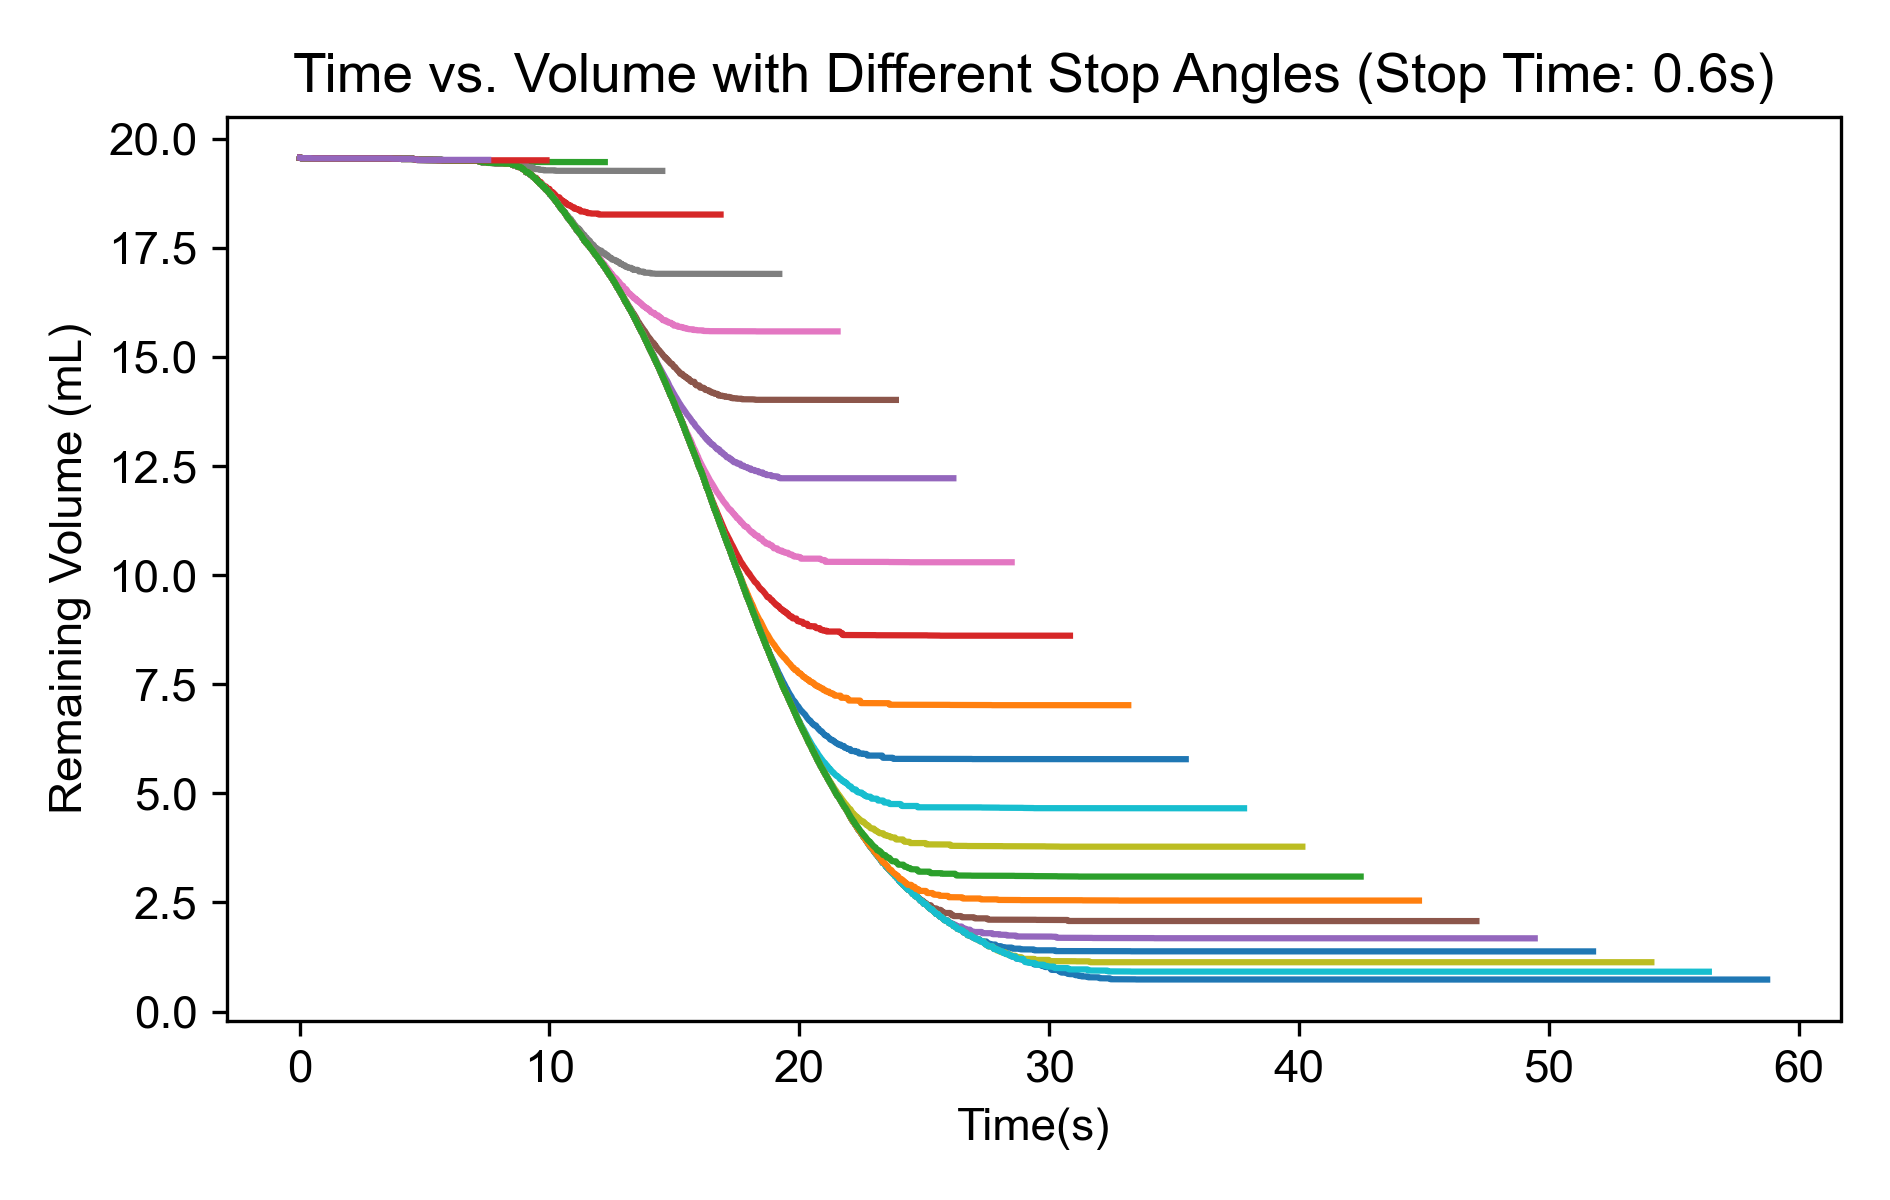 Time vs. Volume with Different Stop Angles (Stop Time: 0.6s)
20.0
17.5
15.0
12.5
10.0
7.5
5.0
2.5
0.0
Remaining Volume (mL)
0 10 20 30 40 50 60
Time(s)